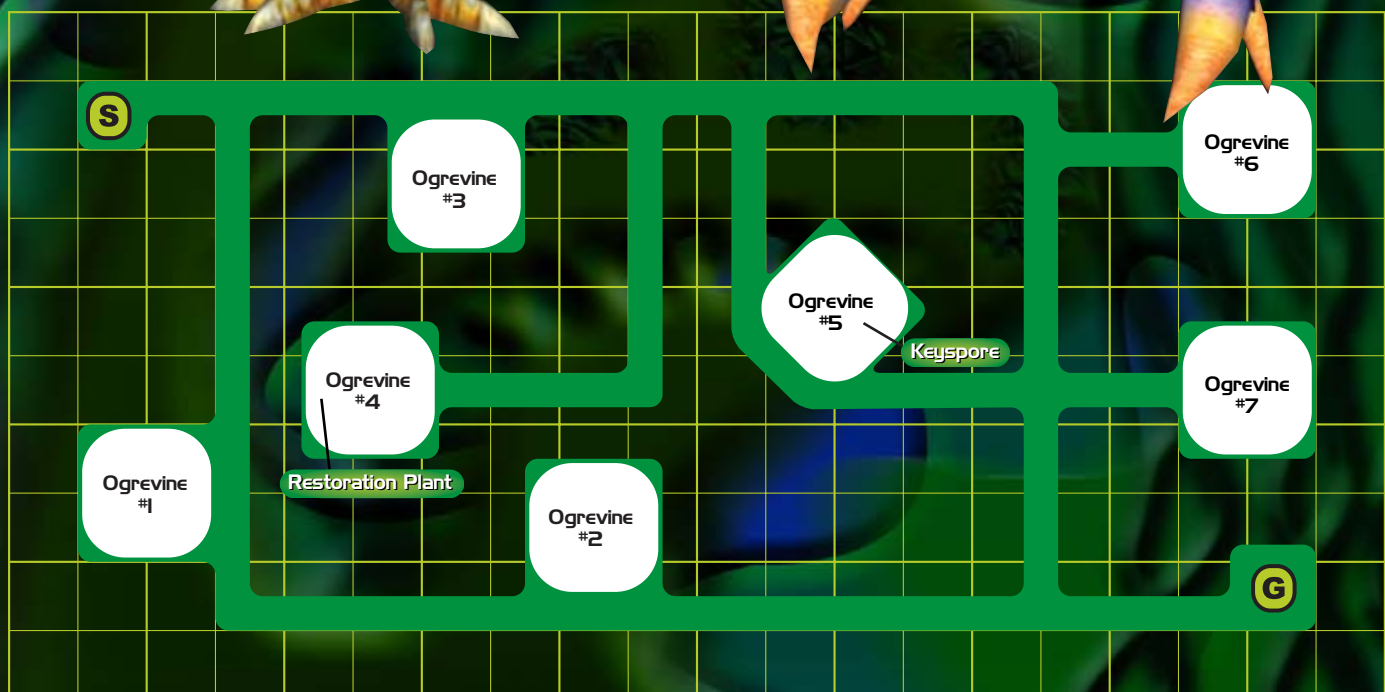 S
Ogrevine
#6
Ogrevine
#3
Ogrevine
#5
Keyspore
Ogrevine
#4
Ogrevine
#7
Restoration Plant
Ogrevine
#1
Ogrevine
#2
G